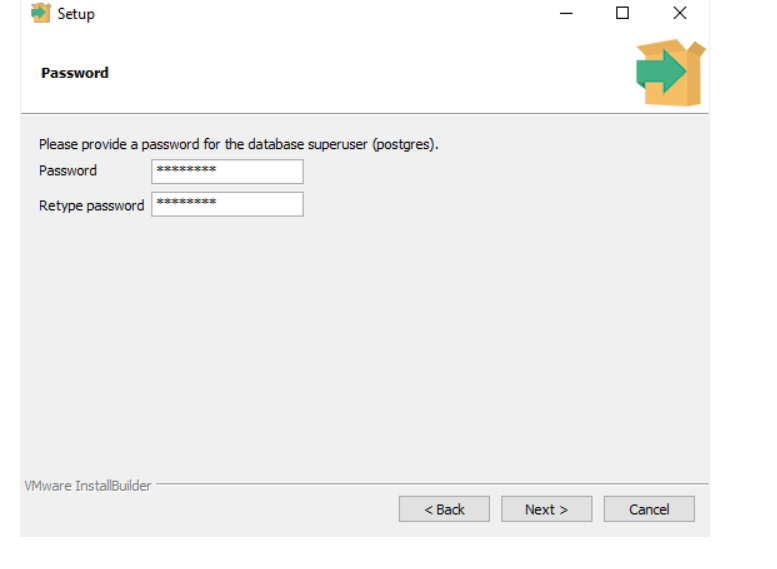 Setup
Password
Please provide a password for the database superuser (postgres).
Password ********
Retype password ********
VMware InstallBuilder
< Back Next > Cancel